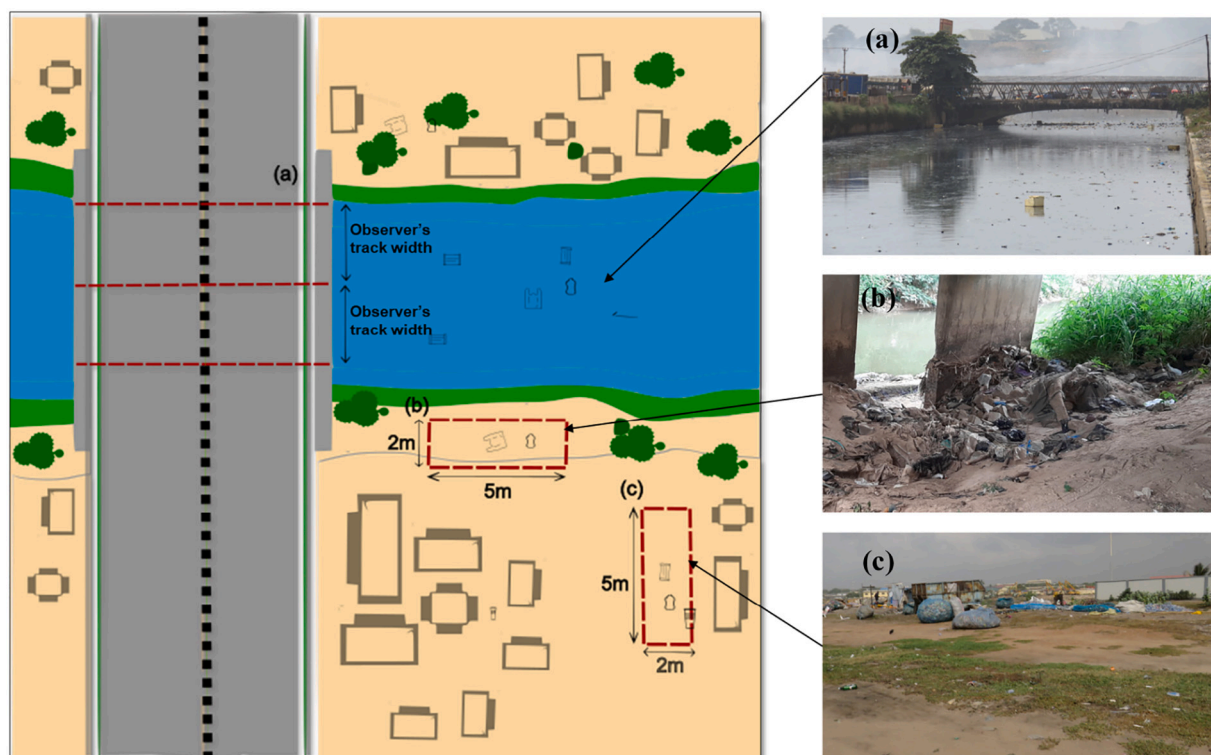 (a)
Observer's
track width
Observer's
track width
(b)
2m
5m
(c)
5m
2m
(a)
(b)
(c)